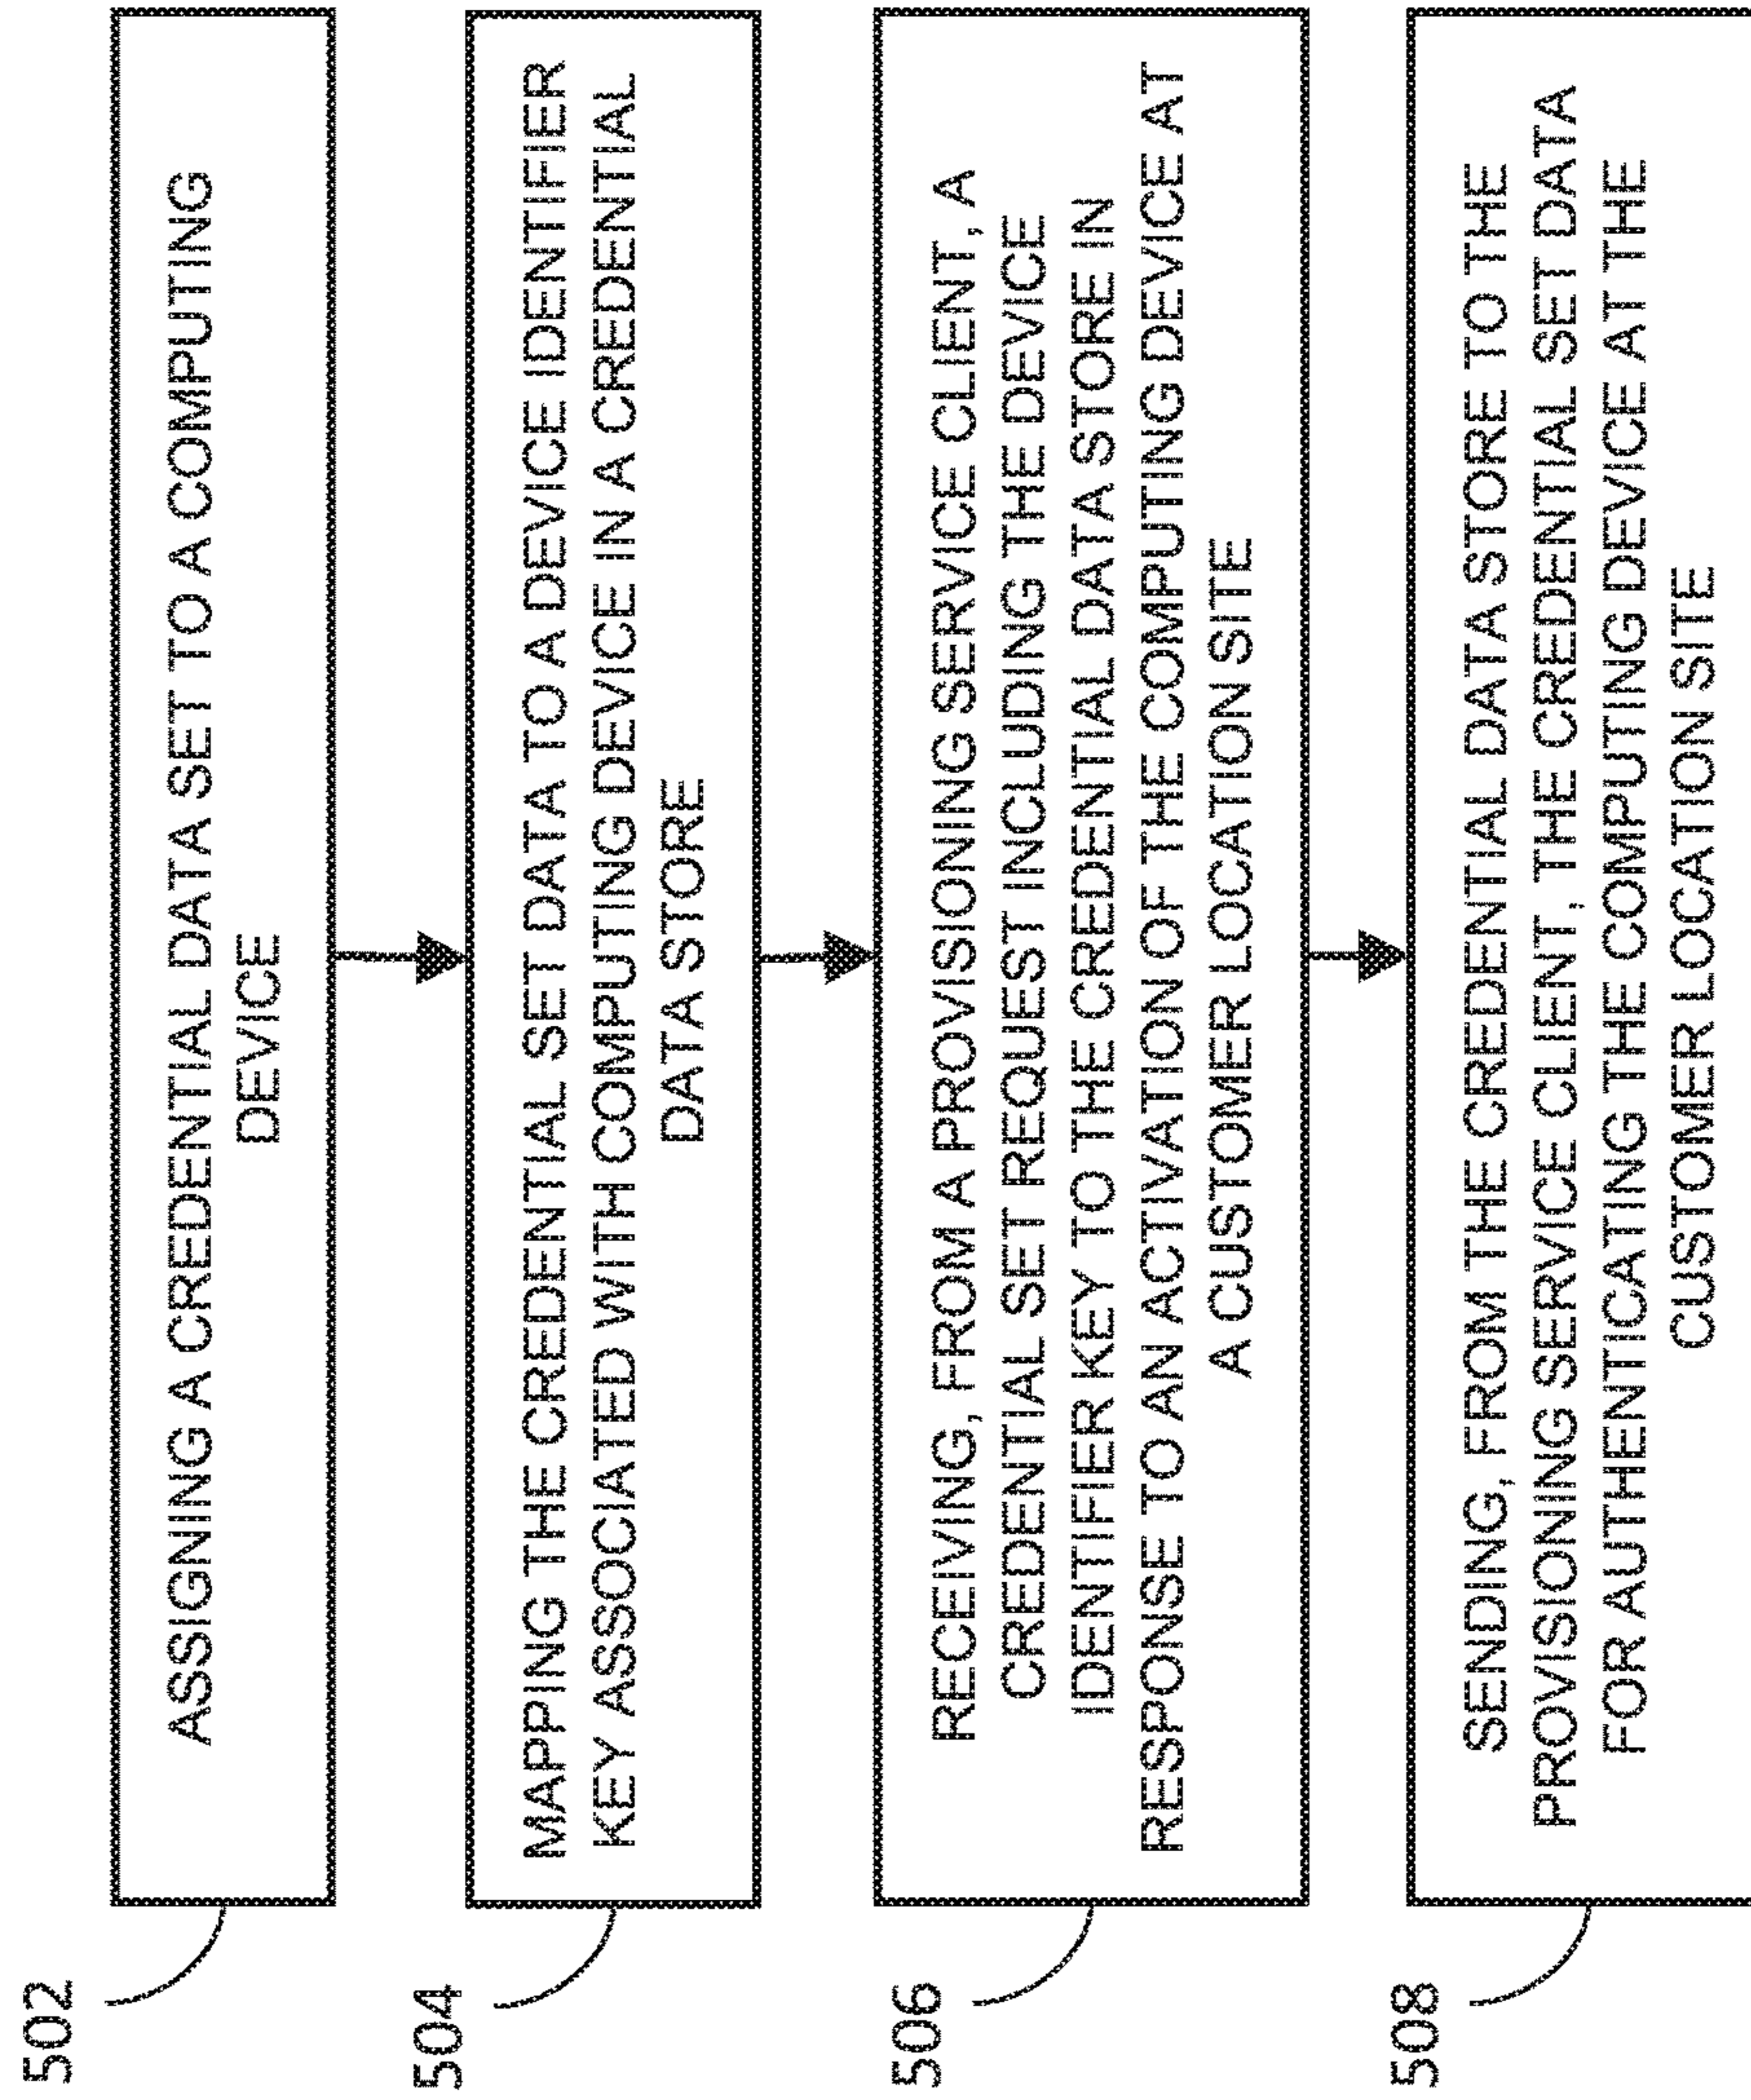 502
ASSIGNING A CREDENTIAL DATA SET TO A COMPUTING
DEVICE
504
MAPPING THE CREDENTIAL SET DATA TO A DEVICE IDENTIFIER
KEY ASSOCIATED WITH COMPUTING DEVICE IN A CREDENTIAL
DATA STORE
506
RECEIVING, FROM A PROVISIONING SERVICE CLIENT, A
CREDENTIAL SET REQUEST INCLUDING THE DEVICE
IDENTIFIER KEY TO THE CREDENTIAL DATA STORE IN
RESPONSE TO AN ACTIVATION OF THE COMPUTING DEVICE AT
A CUSTOMER LOCATION SITE
508
SENDING, FROM THE CREDENTIAL DATA STORE TO THE
PROVISIONING SERVICE CLIENT, THE CREDENTIAL SET DATA
FOR AUTHENTICATING THE COMPUTING DEVICE AT THE
CUSTOMER LOCATION SITE